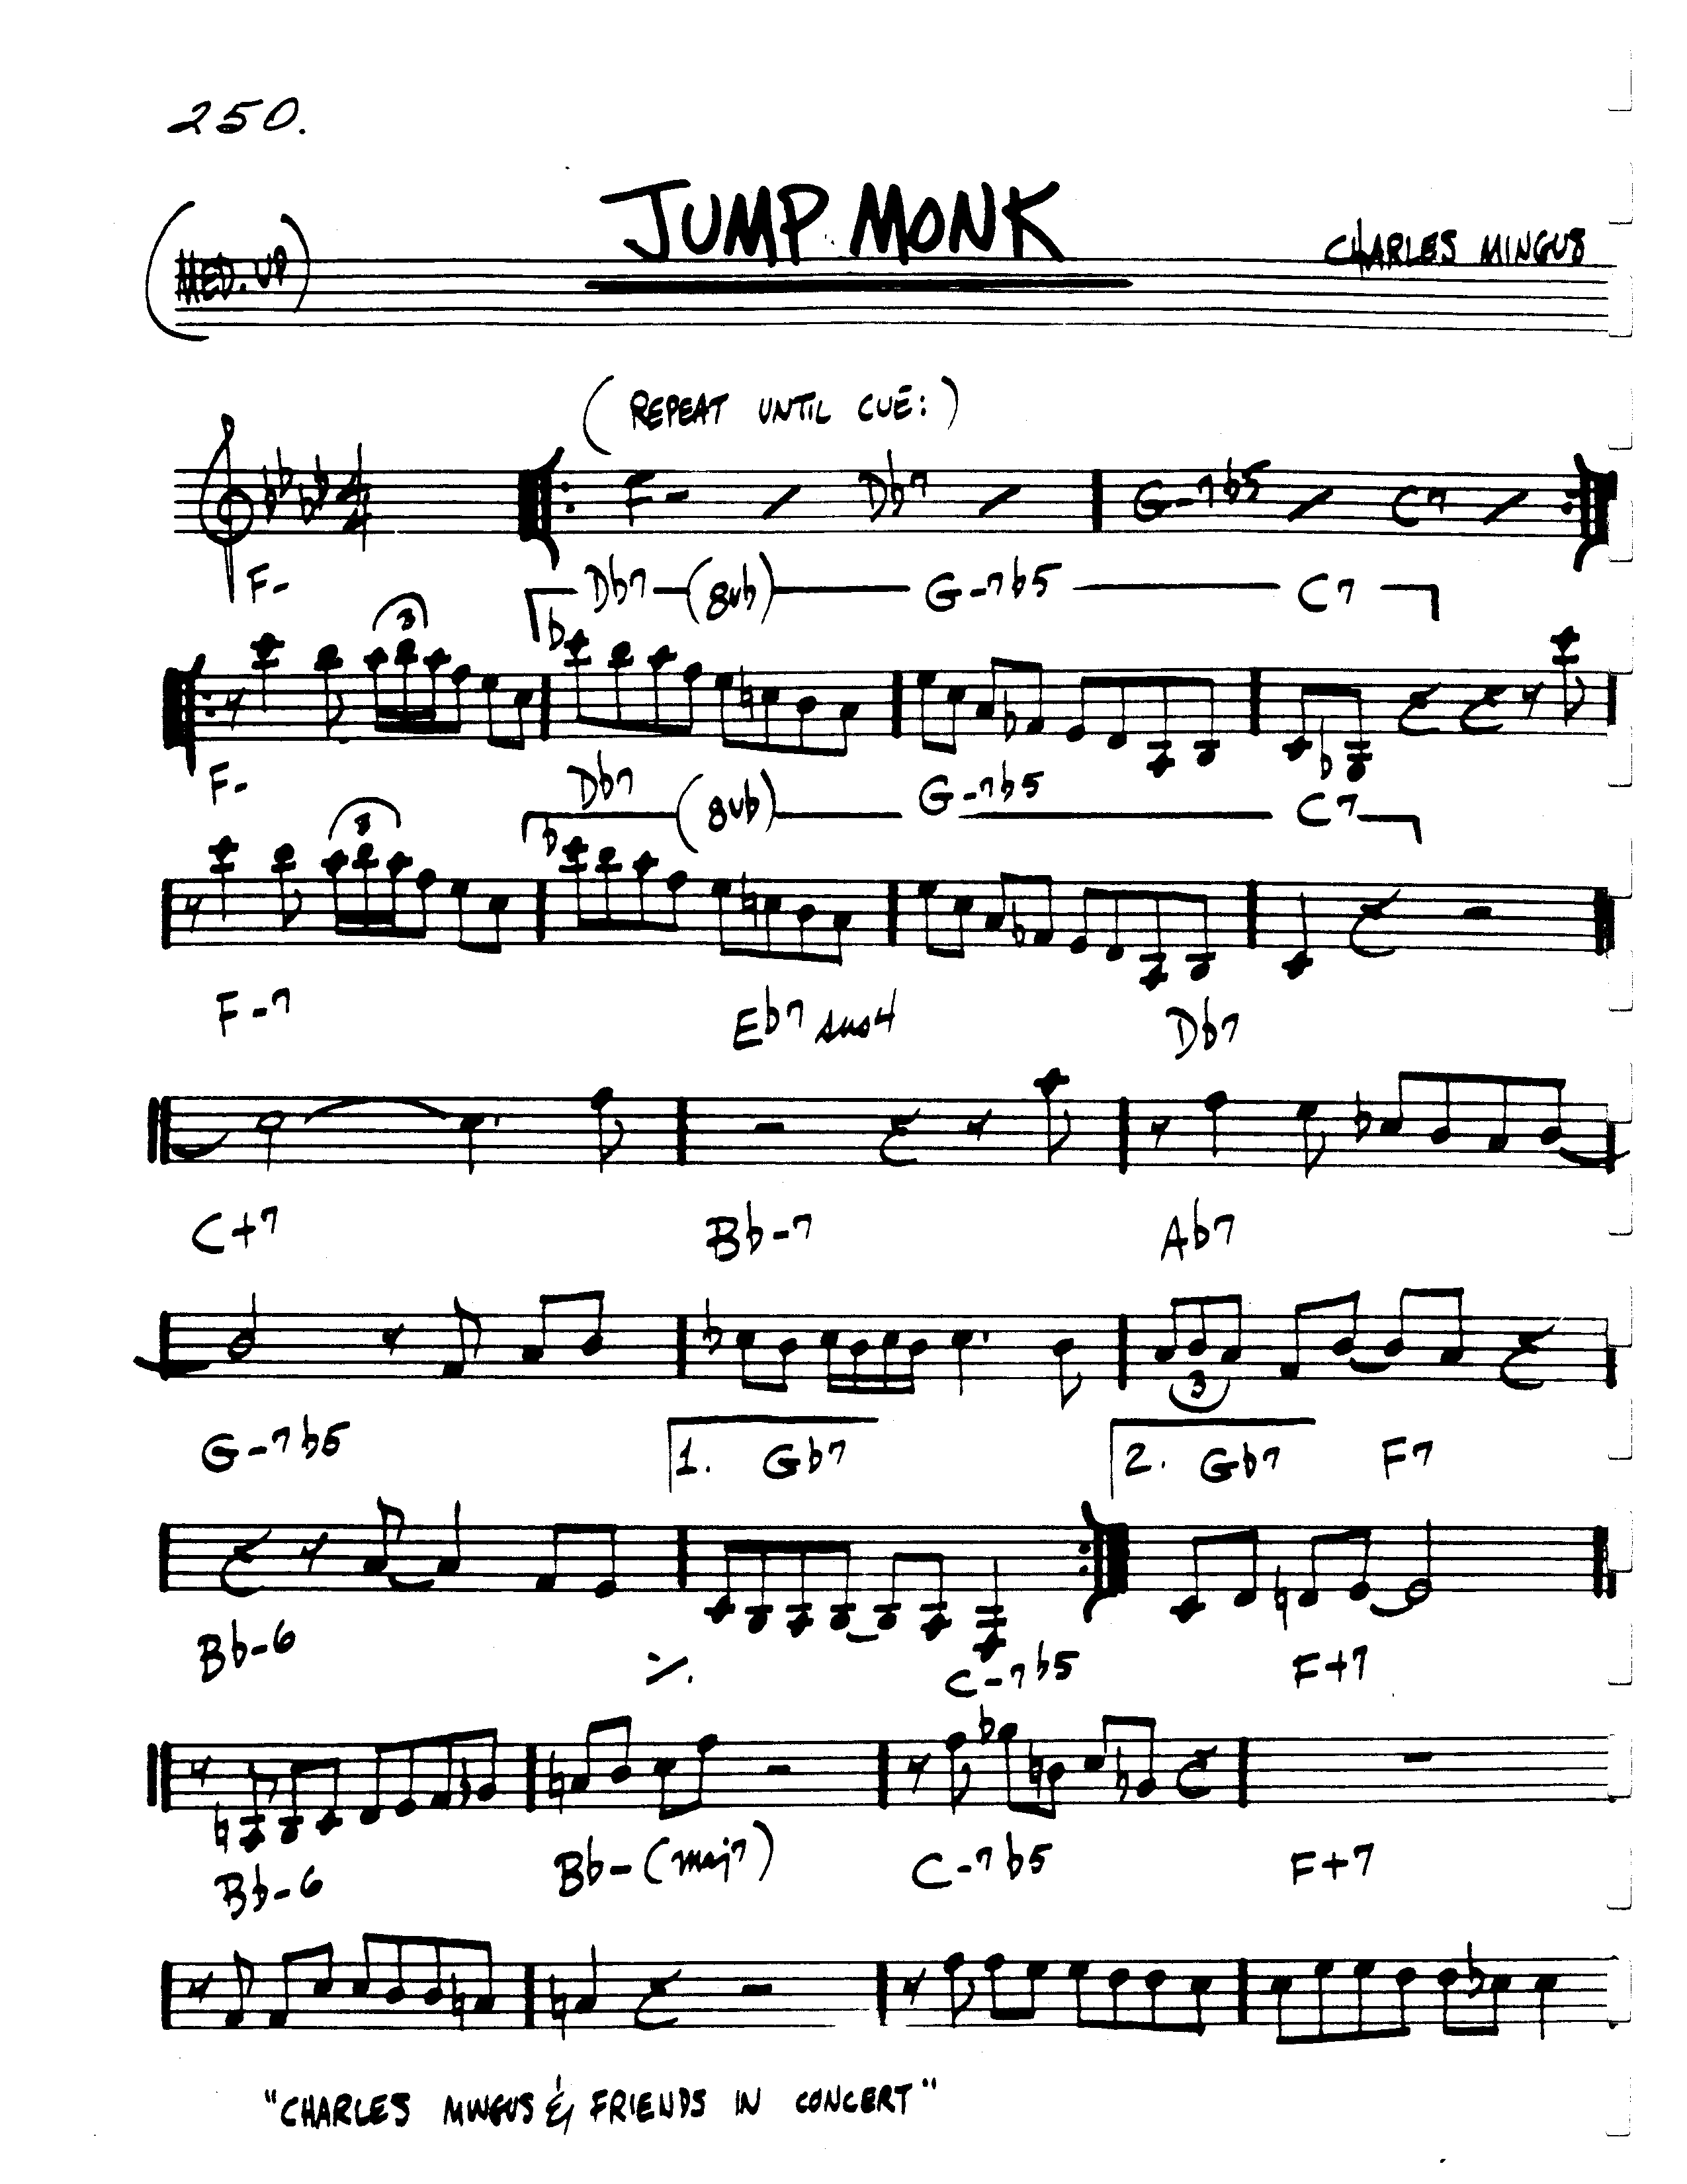 250.
JUMP MONK
(MED. UP)
CHARLES MINGUS
(REPEAT UNTIL CUE:)
4 4 F- Db7 G-7b5 C7
F- Db7 (8vb) G-7b5 C7
3
F- Db7 (8vb) G-7b5 C7
3
F-7 Eb7 sus4 Db7
C+7 Bb-7 Ab7
3
G-7b5 1. Gb7 2. Gb7 F7
Bb-6 ٪ C-7b5 F+7
Bb-6 Bb-(maj7) C-7b5 F+7
"CHARLES MINGUS & FRIENDS IN CONCERT"